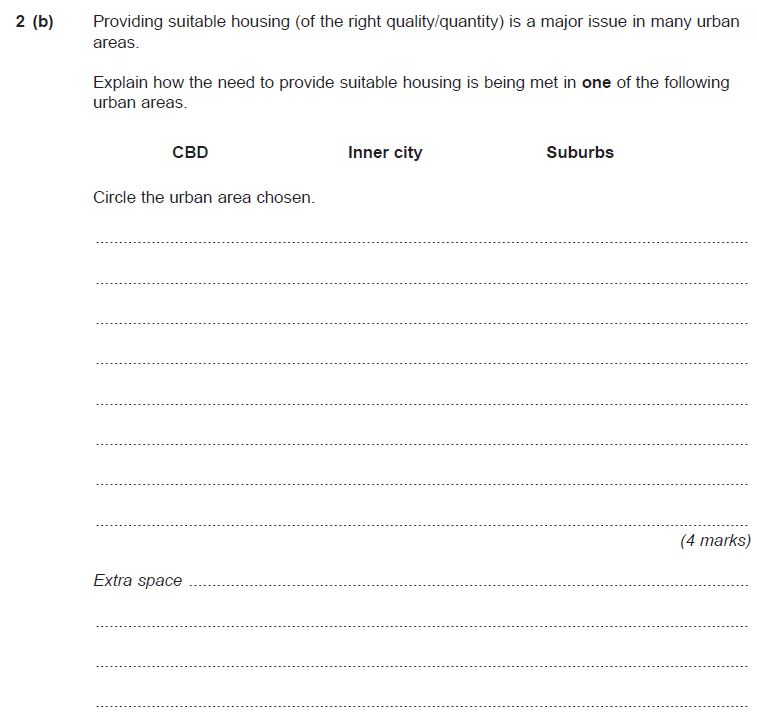 2 (b) Providing suitable housing (of the right quality/quantity) is a major issue in many urban
areas.
Explain how the need to provide suitable housing is being met in one of the following
urban areas.
CBD Inner city Suburbs
Circle the urban area chosen.
(4 marks)
Extra space